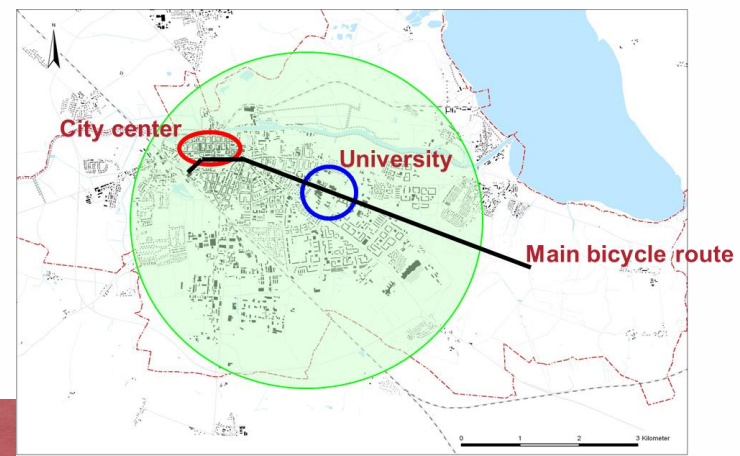 N
City center
University
Main bicycle route
0 1 2 3 Kilometer